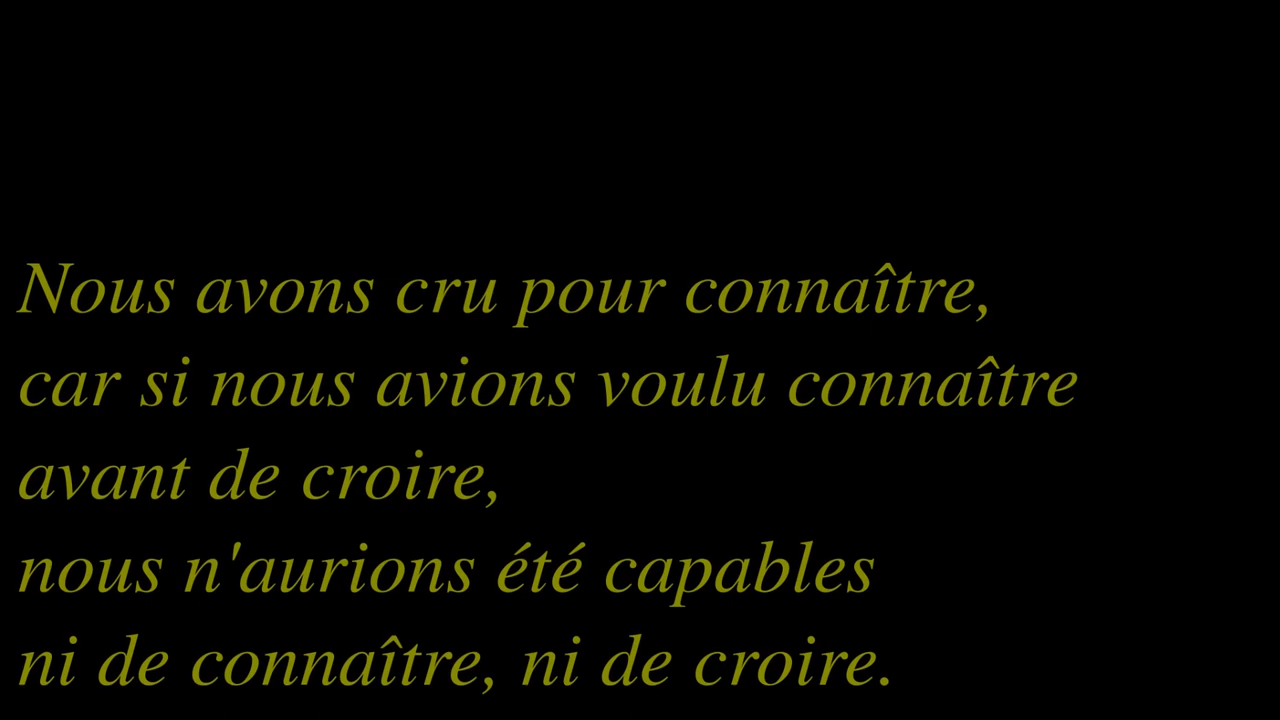 Nous avons cru pour connaître,
car si nous avions voulu connaître
avant de croire,
nous n'aurions été capables
ni de connaître, ni de croire.